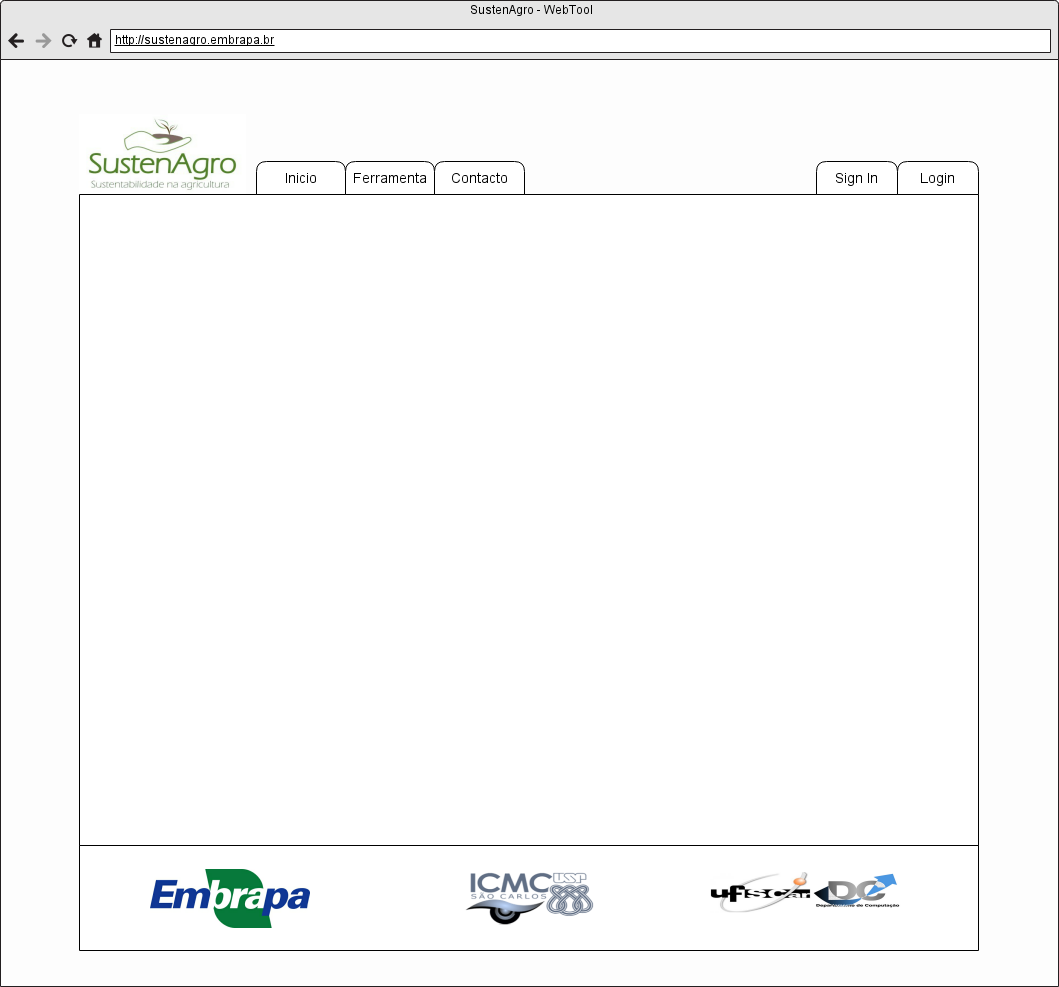 SustenAgro - WebTool
http://sustenagro.embrapa.br
SustenAgro
Sustentabilidade na agricultura
Inicio
Ferramenta
Contacto
Sign In
Login
Embrapa
ICMC USP
SÃO CARLOS
ufscar
DC
Departamento de Computação